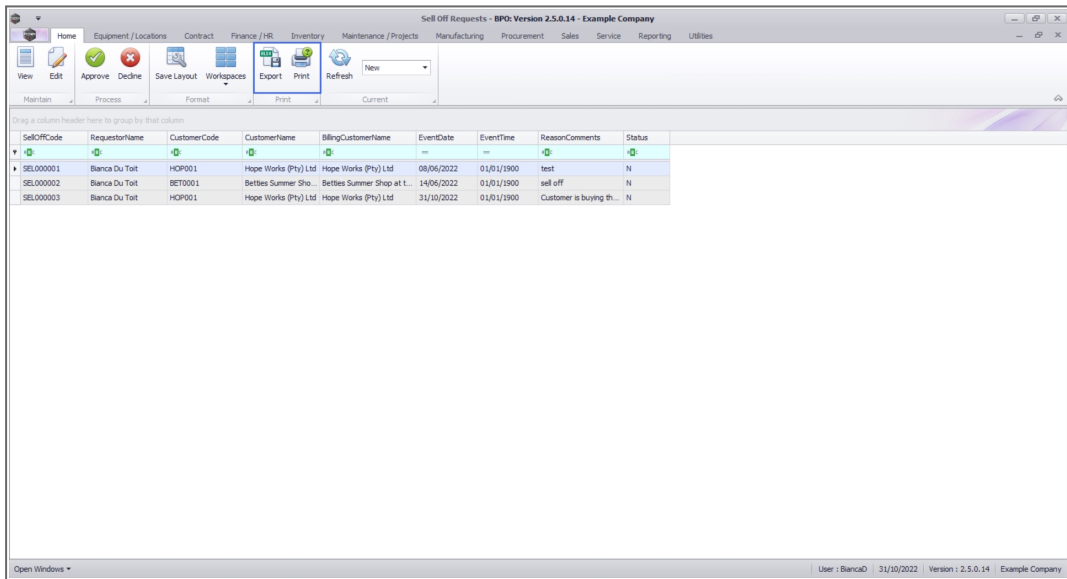 Sell Off Requests - BPO: Version 2.5.0.14 - Example Company
Home Equipment / Locations Contract Finance / HR Inventory Maintenance / Projects Manufacturing Procurement Sales Service Reporting Utilities
View Edit Approve Decline Save Layout Workspaces Export Print Refresh New
Maintain Process Format Print Current
Drag a column header here to group by that column
SellOffCode RequestorName CustomerCode CustomerName BillingCustomerName EventDate EventTime ReasonComments Status
SEL000001 Bianca Du Toit HOP001 Hope Works (Pty) Ltd Hope Works (Pty) Ltd 08/06/2022 01/01/1900 test N
SEL000002 Bianca Du Toit BET0001 Betties Summer Sho... Betties Summer Shop at t... 14/06/2022 01/01/1900 sell off N
SEL000003 Bianca Du Toit HOP001 Hope Works (Pty) Ltd Hope Works (Pty) Ltd 31/10/2022 01/01/1900 Customer is buying th... N
Open Windows User : BiancaD 31/10/2022 Version : 2.5.0.14 Example Company